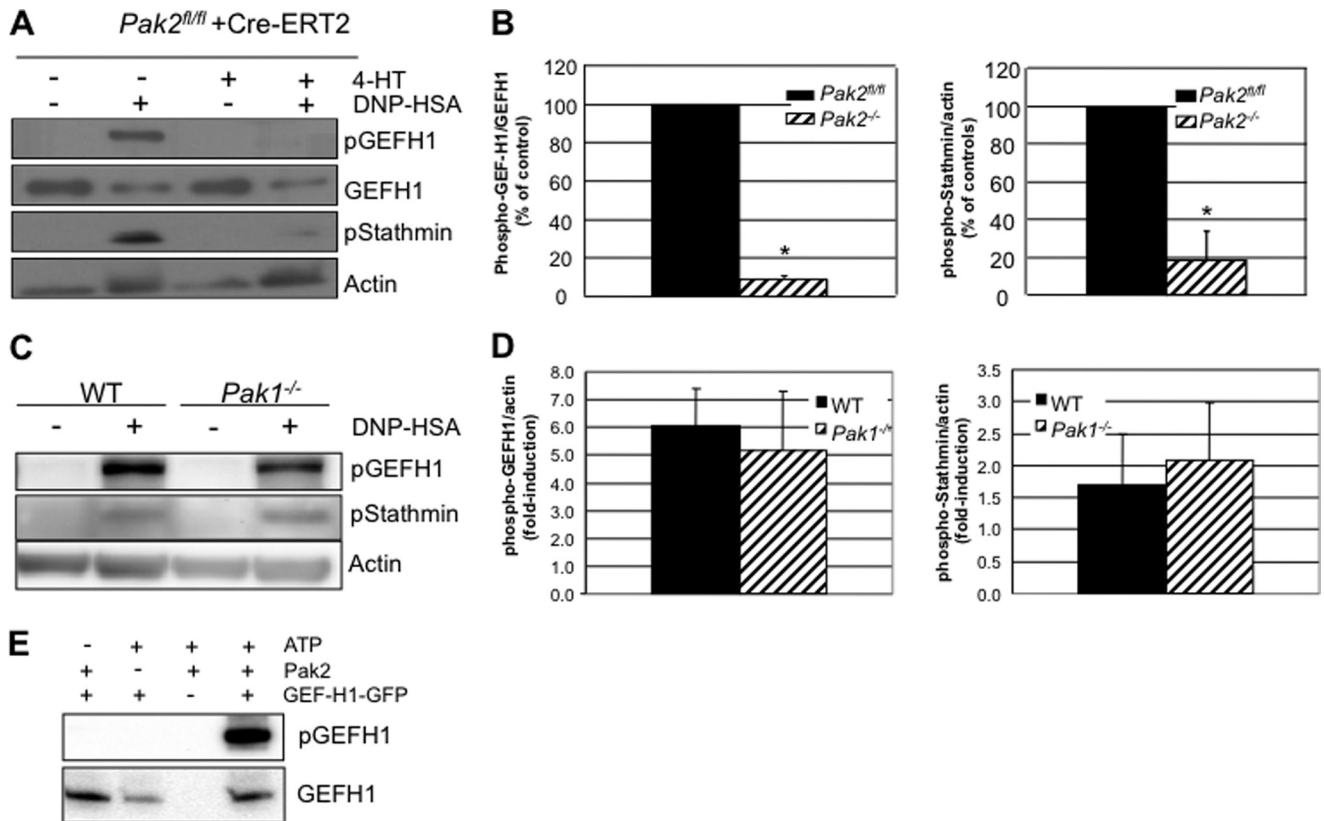 A
Pak2fl/fl +Cre-ERT2
- - + + 4-HT
- + - + DNP-HSA
pGEFH1
GEFH1
pStathmin
Actin
B
Phospho-GEF-H1/GEFH1
(% of control)
120
100
80
60
40
20
0
Pak2fl/fl
Pak2-/-
*
phospho-Stathmin/actin
(% of controls)
120
100
80
60
40
20
0
Pak2fl/fl
Pak2-/-
*
C
WT Pak1-/-
- + - + DNP-HSA
pGEFH1
pStathmin
Actin
D
phospho-GEFH1/actin
(fold-induction)
8.0
7.0
6.0
5.0
4.0
3.0
2.0
1.0
0.0
WT
Pak1-/-
phospho-Stathmin/actin
(fold-induction)
3.5
3.0
2.5
2.0
1.5
1.0
0.5
0.0
WT
Pak1-/-
E
- + + + ATP
+ - + + Pak2
+ + - + GEF-H1-GFP
pGEFH1
GEFH1